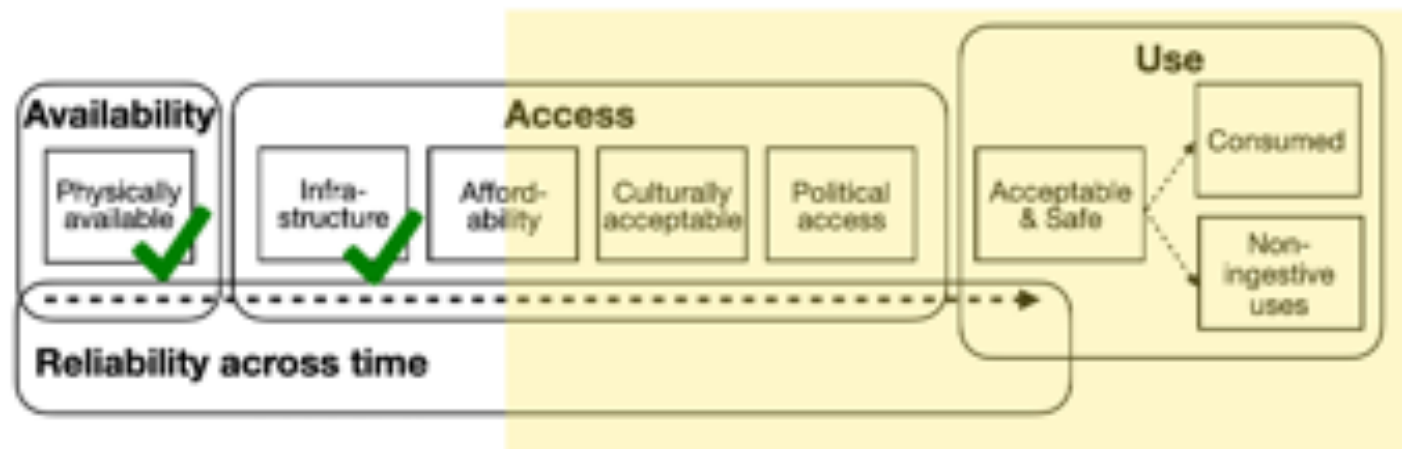 Use
Availability
Access
Physically
available
Infra-
structure
Afford-
ability
Culturally
acceptable
Political
access
Acceptable
& Safe
Consumed
Non-
ingestive
uses
Reliability across time